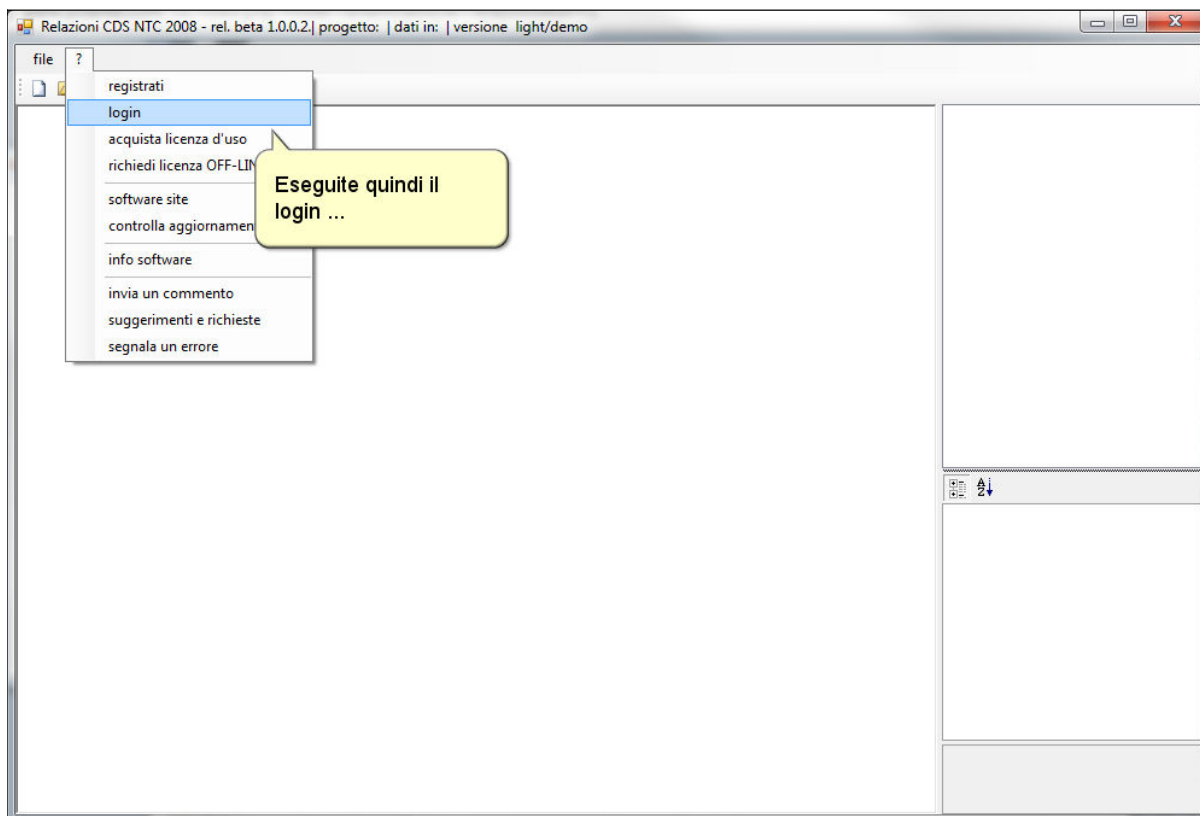 Relazioni CDS NTC 2008 - rel. beta 1.0.0.2.| progetto: | dati in: | versione light/demo
file ?
registrati
login
acquista licenza d'uso
richiedi licenza OFF-LIN
Eseguite quindi il
login ...
software site
controlla aggiornamen
info software
invia un commento
suggerimenti e richieste
segnala un errore